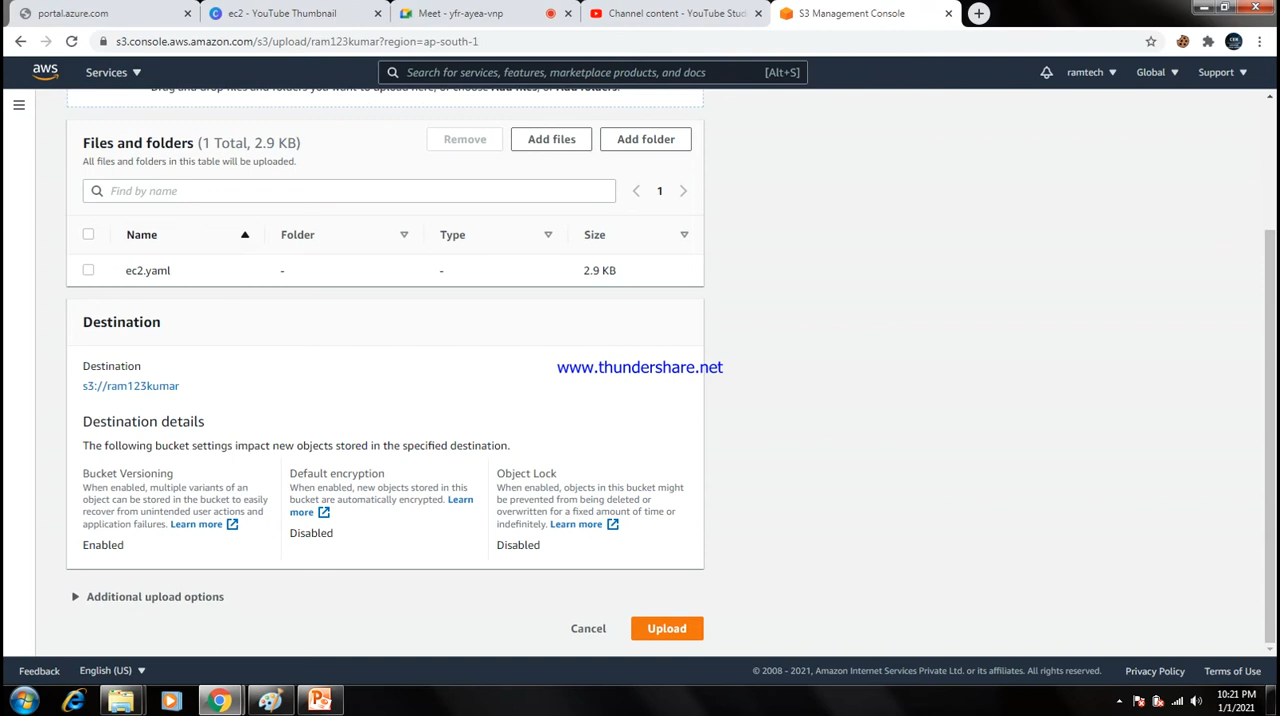 portal.azure.com
ec2 - YouTube Thumbnail
Meet - yfr-ayea-vnp
Channel content - YouTube Stud
S3 Management Console
s3.console.aws.amazon.com/s3/upload/ram123kumar?region=ap-south-1
aws
Services
Search for services, features, marketplace products, and docs
[Alt+S]
ramtech
Global
Support
Drag and drop files and folders you want to upload here, or choose Add files, or Add folders.
Files and folders (1 Total, 2.9 KB)
Remove
Add files
Add folder
All files and folders in this table will be uploaded.
Find by name
1
Name
Folder
Type
Size
ec2.yaml
-
-
2.9 KB
Destination
Destination
www.thundershare.net
s3://ram123kumar
Destination details
The following bucket settings impact new objects stored in the specified destination.
Bucket Versioning
When enabled, multiple variants of an
object can be stored in the bucket to easily
recover from unintended user actions and
application failures. Learn more
Enabled
Default encryption
When enabled, new objects stored in this
bucket are automatically encrypted. Learn
more
Disabled
Object Lock
When enabled, objects in this bucket might
be prevented from being deleted or
overwritten for a fixed amount of time or
indefinitely. Learn more
Disabled
Additional upload options
Cancel
Upload
Feedback
English (US)
© 2008 - 2021, Amazon Internet Services Private Ltd. or its affiliates. All rights reserved.
Privacy Policy
Terms of Use
10:21 PM
1/1/2021